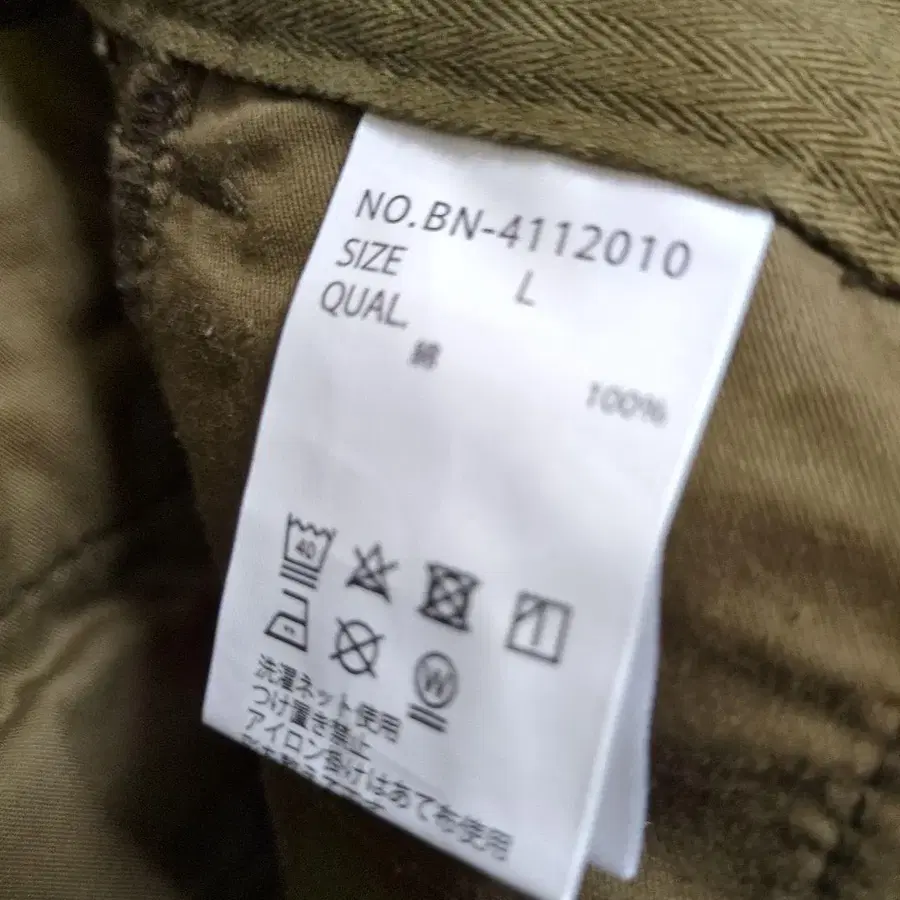 NO.BN-4112010
SIZE L
QUAL.
綿 100%
40
W
洗濯ネット使用
つけ置き禁止
アイロン掛けはあて布使用